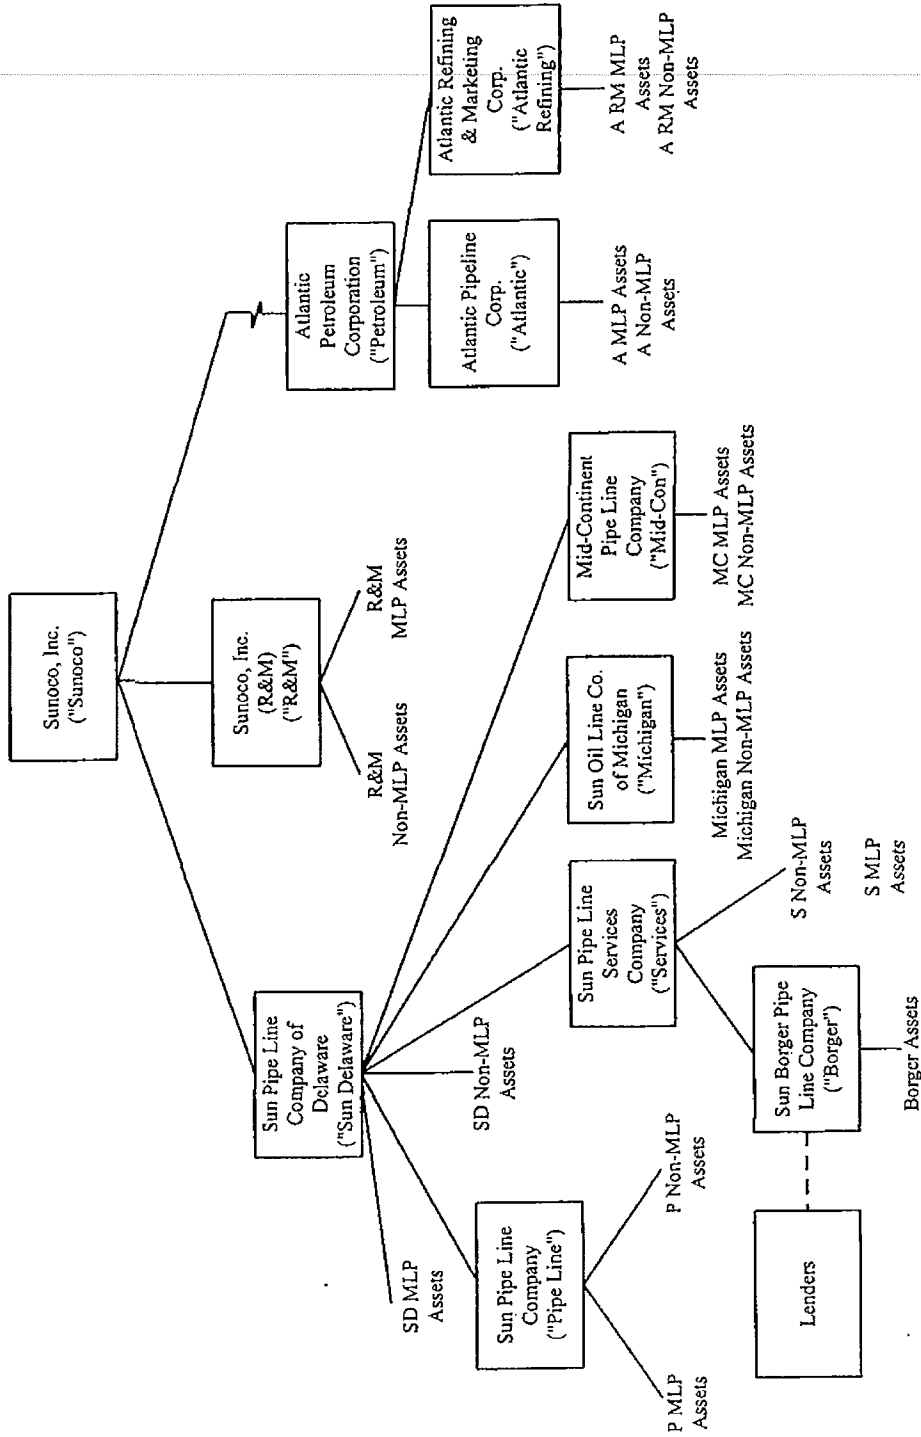 Sunoco, Inc.
("Sunoco")
Sun Pipe Line
Company of
Delaware
("Sun Delaware")
Sunoco, Inc.
(R&M)
("R&M")
Atlantic
Petroleum
Corporation
("Petroleum")
R&M
Non-MLP Assets
R&M
MLP Assets
Atlantic Pipeline
Corp.
("Atlantic")
Atlantic Refining
& Marketing
Corp.
("Atlantic
Refining")
SD MLP
Assets
SD Non-MLP
Assets
Sun Pipe Line
Company
("Pipe Line")
Sun Pipe Line
Services
Company
("Services")
Sun Oil Line Co.
of Michigan
("Michigan")
Mid-Continent
Pipe Line
Company
("Mid-Con")
A MLP Assets
A Non-MLP
Assets
A RM MLP
Assets
A RM Non-MLP
Assets
P MLP
Assets
P Non-MLP
Assets
Michigan MLP Assets
Michigan Non-MLP Assets
MC MLP Assets
MC Non-MLP Assets
S Non-MLP
Assets
S MLP
Assets
Lenders
Sun Borger Pipe
Line Company
("Borger")
Borger Assets